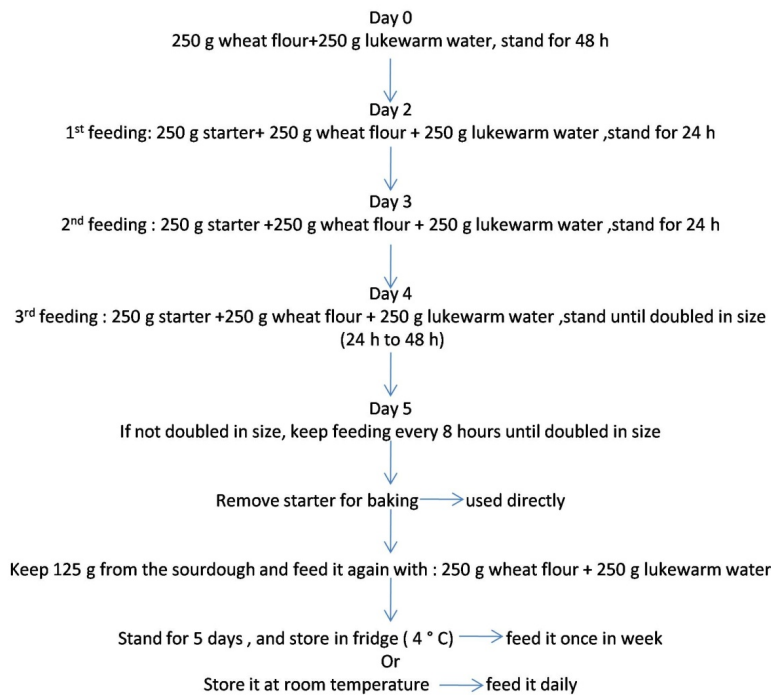 Day 0
250 g wheat flour+250 g lukewarm water, stand for 48 h
Day 2
1st feeding: 250 g starter+ 250 g wheat flour + 250 g lukewarm water ,stand for 24 h
Day 3
2nd feeding : 250 g starter +250 g wheat flour + 250 g lukewarm water ,stand for 24 h
Day 4
3rd feeding : 250 g starter +250 g wheat flour + 250 g lukewarm water ,stand until doubled in size
(24 h to 48 h)
Day 5
If not doubled in size, keep feeding every 8 hours until doubled in size
Remove starter for baking used directly
Keep 125 g from the sourdough and feed it again with : 250 g wheat flour + 250 g lukewarm water
Stand for 5 days , and store in fridge ( 4 ° C) feed it once in week
Or
Store it at room temperature feed it daily